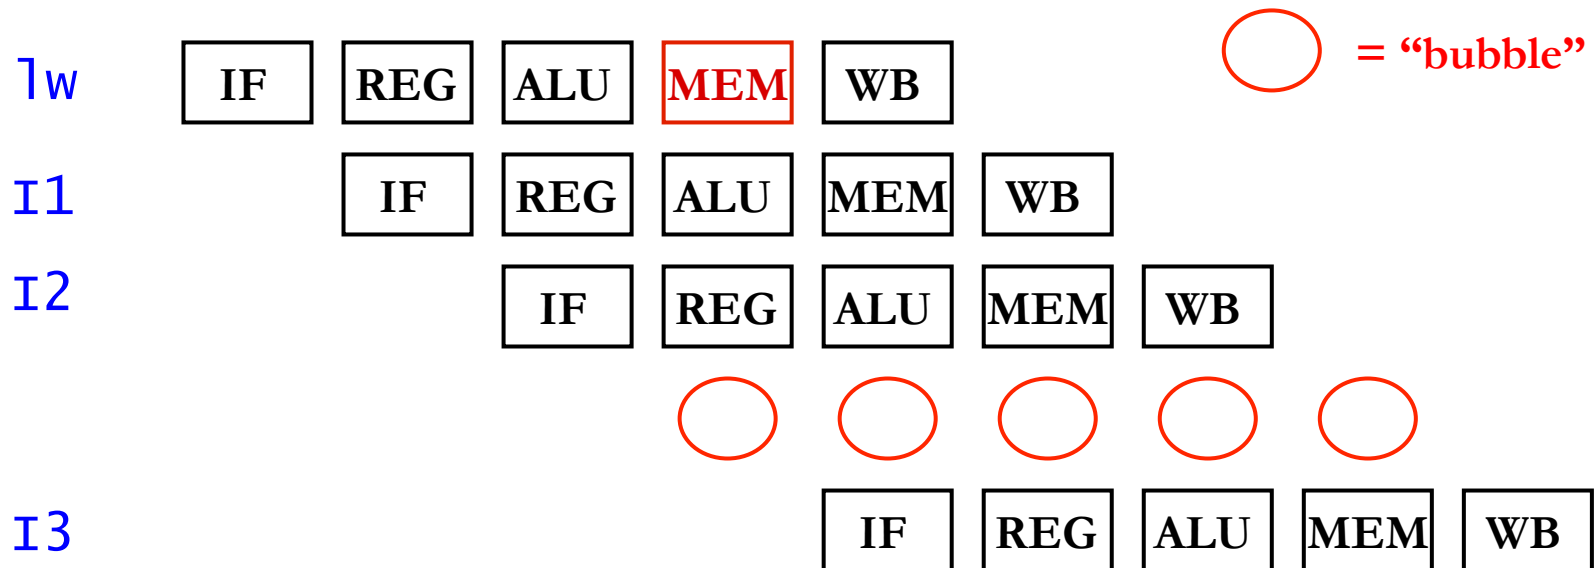 lw IF REG ALU MEM WB = “bubble”
I1 IF REG ALU MEM WB
I2 IF REG ALU MEM WB
I3 IF REG ALU MEM WB